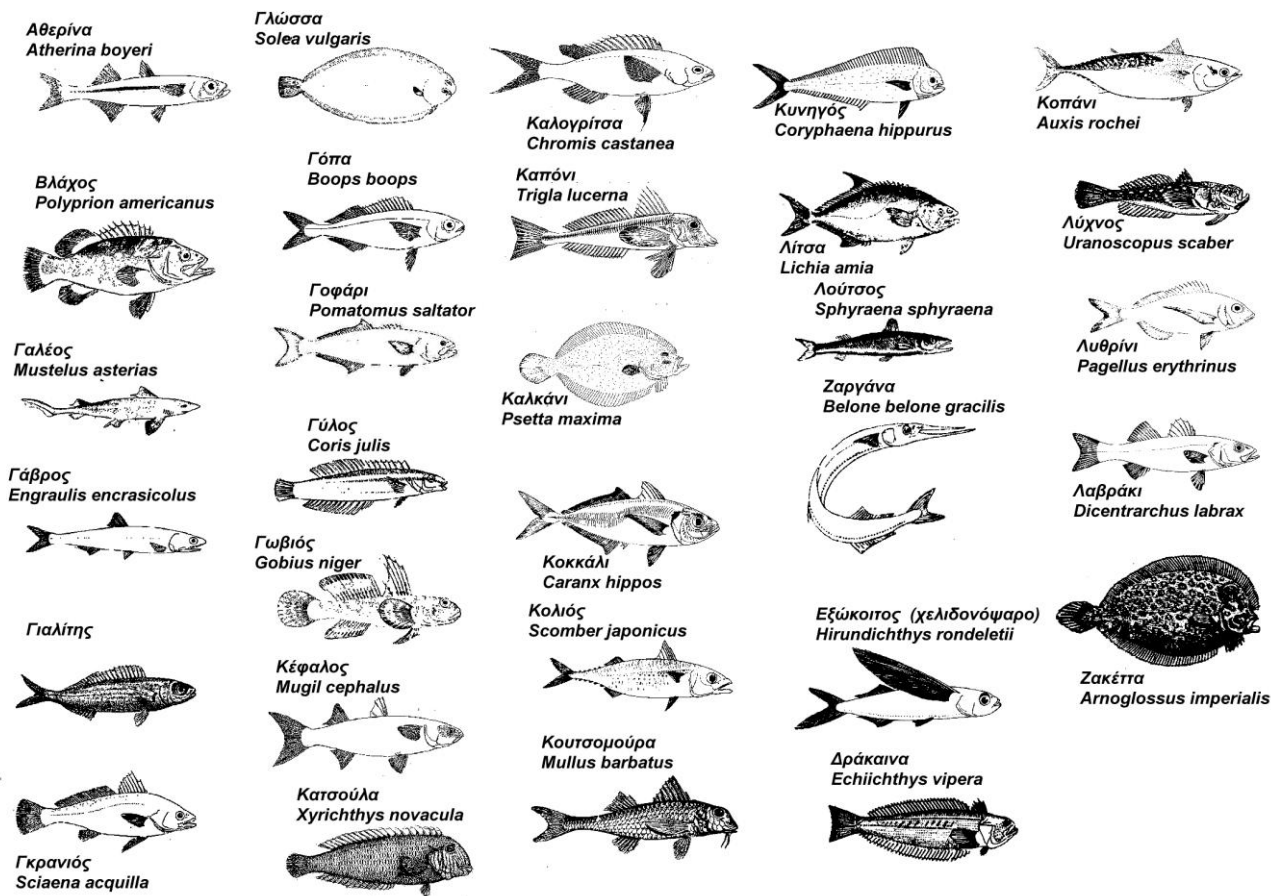 Αθερίνα
Atherina boyeri
Βλάχος
Polyprion americanus
Γαλέος
Mustelus asterias
Γάβρος
Engraulis encrasicolus
Γιαλίτης
Γκρανιός
Sciaena acquilla
Γλώσσα
Solea vulgaris
Γόπα
Boops boops
Γοφάρι
Pomatomus saltator
Γύλος
Coris julis
Γωβιός
Gobius niger
Κέφαλος
Mugil cephalus
Κατσούλα
Xyrichthys novacula
Καλογρίτσα
Chromis castanea
Καπόνι
Trigla lucerna
Καλκάνι
Psetta maxima
Κοκκάλι
Caranx hippos
Κολιός
Scomber japonicus
Κουτσομούρα
Mullus barbatus
Κυνηγός
Coryphaena hippurus
Λίτσα
Lichia amia
Λούτσος
Sphyraena sphyraena
Ζαργάνα
Belone belone gracilis
Εξώκοιτος (χελιδονόψαρο)
Hirundichthys rondeletii
Δράκαινα
Echiichthys vipera
Κοπάνι
Auxis rochei
Λύχνος
Uranoscopus scaber
Λυθρίνι
Pagellus erythrinus
Λαβράκι
Dicentrarchus labrax
Ζακέττα
Arnoglossus imperialis